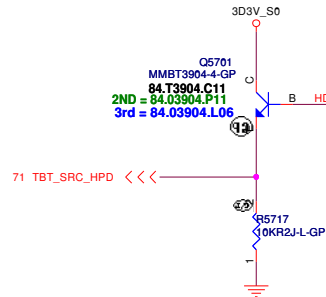 3D3V_S0
Q5701
MMBT3904-4-GP
84.T3904.C11
2ND = 84.03904.P11
3rd = 84.03904.L06
C
B
HD
71 TBT_SRC_HPD
R5717
10KR2J-L-GP
1